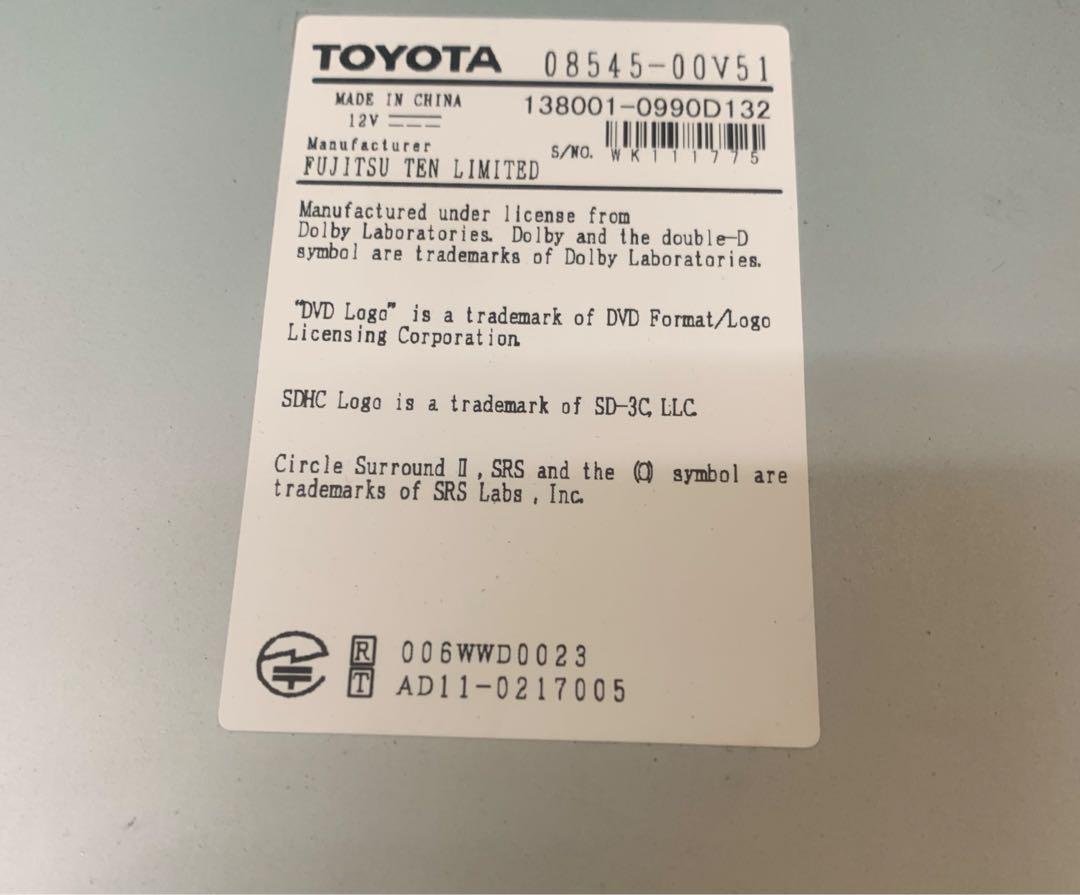 TOYOTA 08545-00V51
MADE IN CHINA 138001-0990D132
12V
Manufacturer S/NO. WK111775
FUJITSU TEN LIMITED
Manufactured under license from
Dolby Laboratories. Dolby and the double-D
symbol are trademarks of Dolby Laboratories.
"DVD Logo" is a trademark of DVD Format/Logo
Licensing Corporation.
SDHC Logo is a trademark of SD-3C, LLC.
Circle Surround Ⅱ, SRS and the symbol are
trademarks of SRS Labs, Inc.
R 006WWD0023
T AD11-0217005